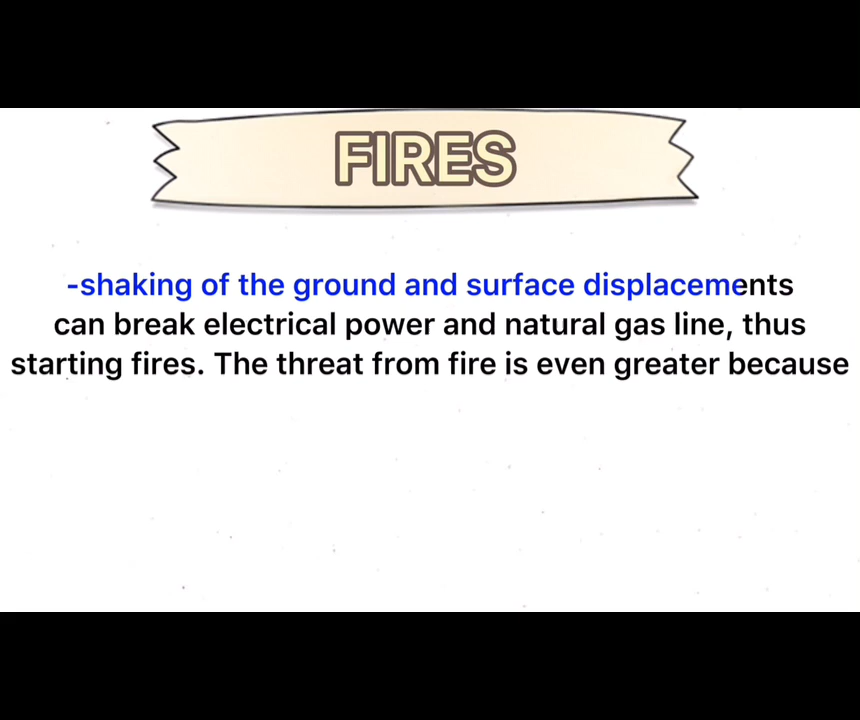 FIRES
-shaking of the ground and surface displacements
can break electrical power and natural gas line, thus
starting fires. The threat from fire is even greater because